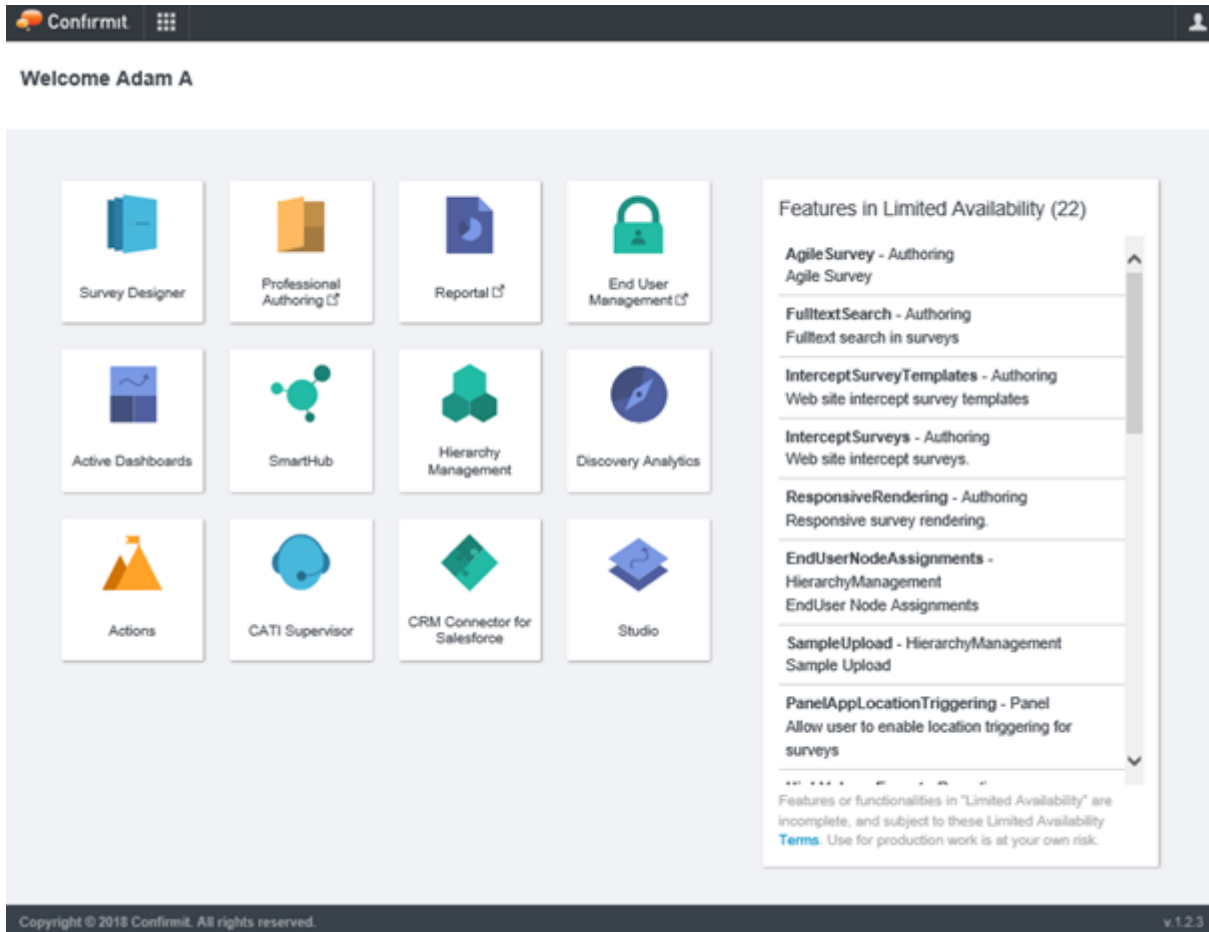 Confirmit.
Welcome Adam A
Survey Designer
Professional
Authoring
Reportal
End User
Management
Active Dashboards
SmartHub
Hierarchy
Management
Discovery Analytics
Actions
CATI Supervisor
CRM Connector for
Salesforce
Studio
Features in Limited Availability (22)
AgileSurvey - Authoring
Agile Survey
FulltextSearch - Authoring
Fulltext search in surveys
InterceptSurveyTemplates - Authoring
Web site intercept survey templates
InterceptSurveys - Authoring
Web site intercept surveys.
ResponsiveRendering - Authoring
Responsive survey rendering.
EndUserNodeAssignments -
HierarchyManagement
EndUser Node Assignments
SampleUpload - HierarchyManagement
Sample Upload
PanelAppLocationTriggering - Panel
Allow user to enable location triggering for
surveys
Features or functionalities in "Limited Availability" are
incomplete, and subject to these Limited Availability
Terms. Use for production work is at your own risk.
Copyright © 2018 Confirmit. All rights reserved.
v.1.2.3